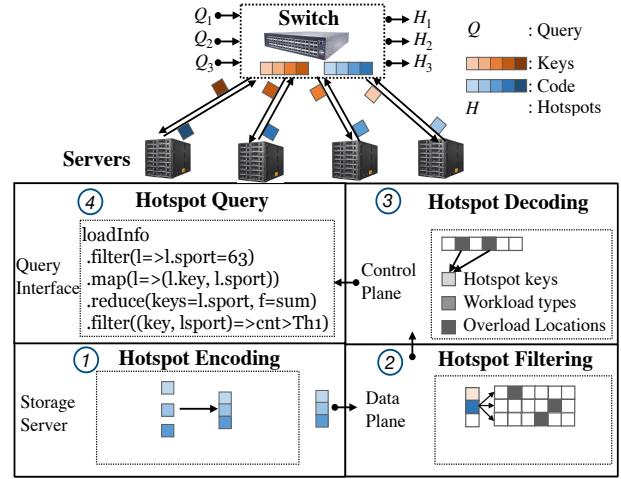 Q1
Q2
Q3
Switch
H1
H2
H3
Q : Query
: Keys
: Code
H : Hotspots
Servers
4 Hotspot Query
Query
Interface
loadInfo
.filter(l=>l.sport=63)
.map(l=>(l.key, l.sport))
.reduce(keys=l.sport, f=sum)
.filter((key, lsport)=>cnt>Th1)
3 Hotspot Decoding
Control
Plane
Hotspot keys
Workload types
Overload Locations
1 Hotspot Encoding
Storage
Server
2 Hotspot Filtering
Data
Plane